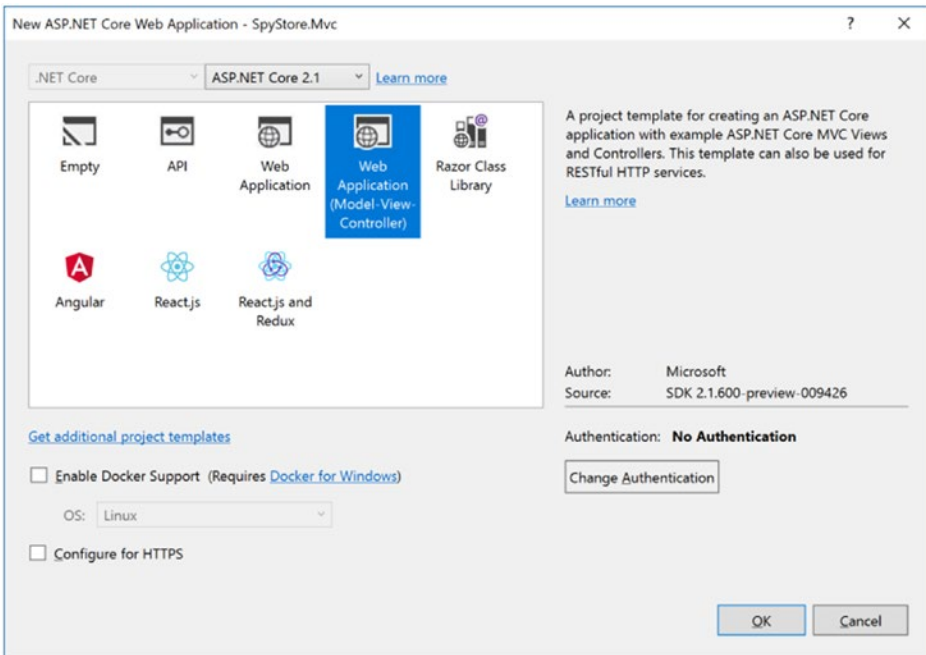 New ASP.NET Core Web Application - SpyStore.Mvc
.NET Core ASP.NET Core 2.1 Learn more
Empty
API
Web
Application
Web
Application
(Model-View-
Controller)
Razor Class
Library
Angular
React.js
React.js and
Redux
A project template for creating an ASP.NET Core
application with example ASP.NET Core MVC Views
and Controllers. This template can also be used for
RESTful HTTP services.
Learn more
Author: Microsoft
Source: SDK 2.1.600-preview-009426
Get additional project templates
Authentication: No Authentication
Enable Docker Support (Requires Docker for Windows)
Change Authentication
OS: Linux
Configure for HTTPS
OK
Cancel